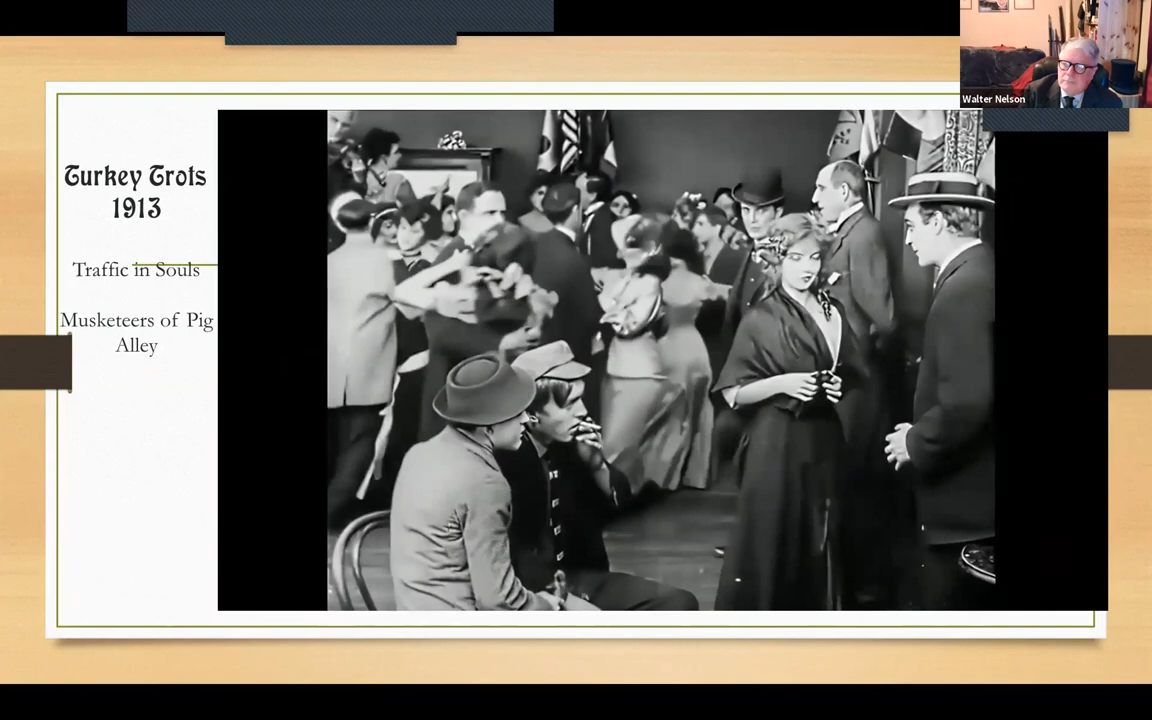 Walter Nelson
Turkey Trots
1913
Traffic in Souls
Musketeers of Pig
Alley